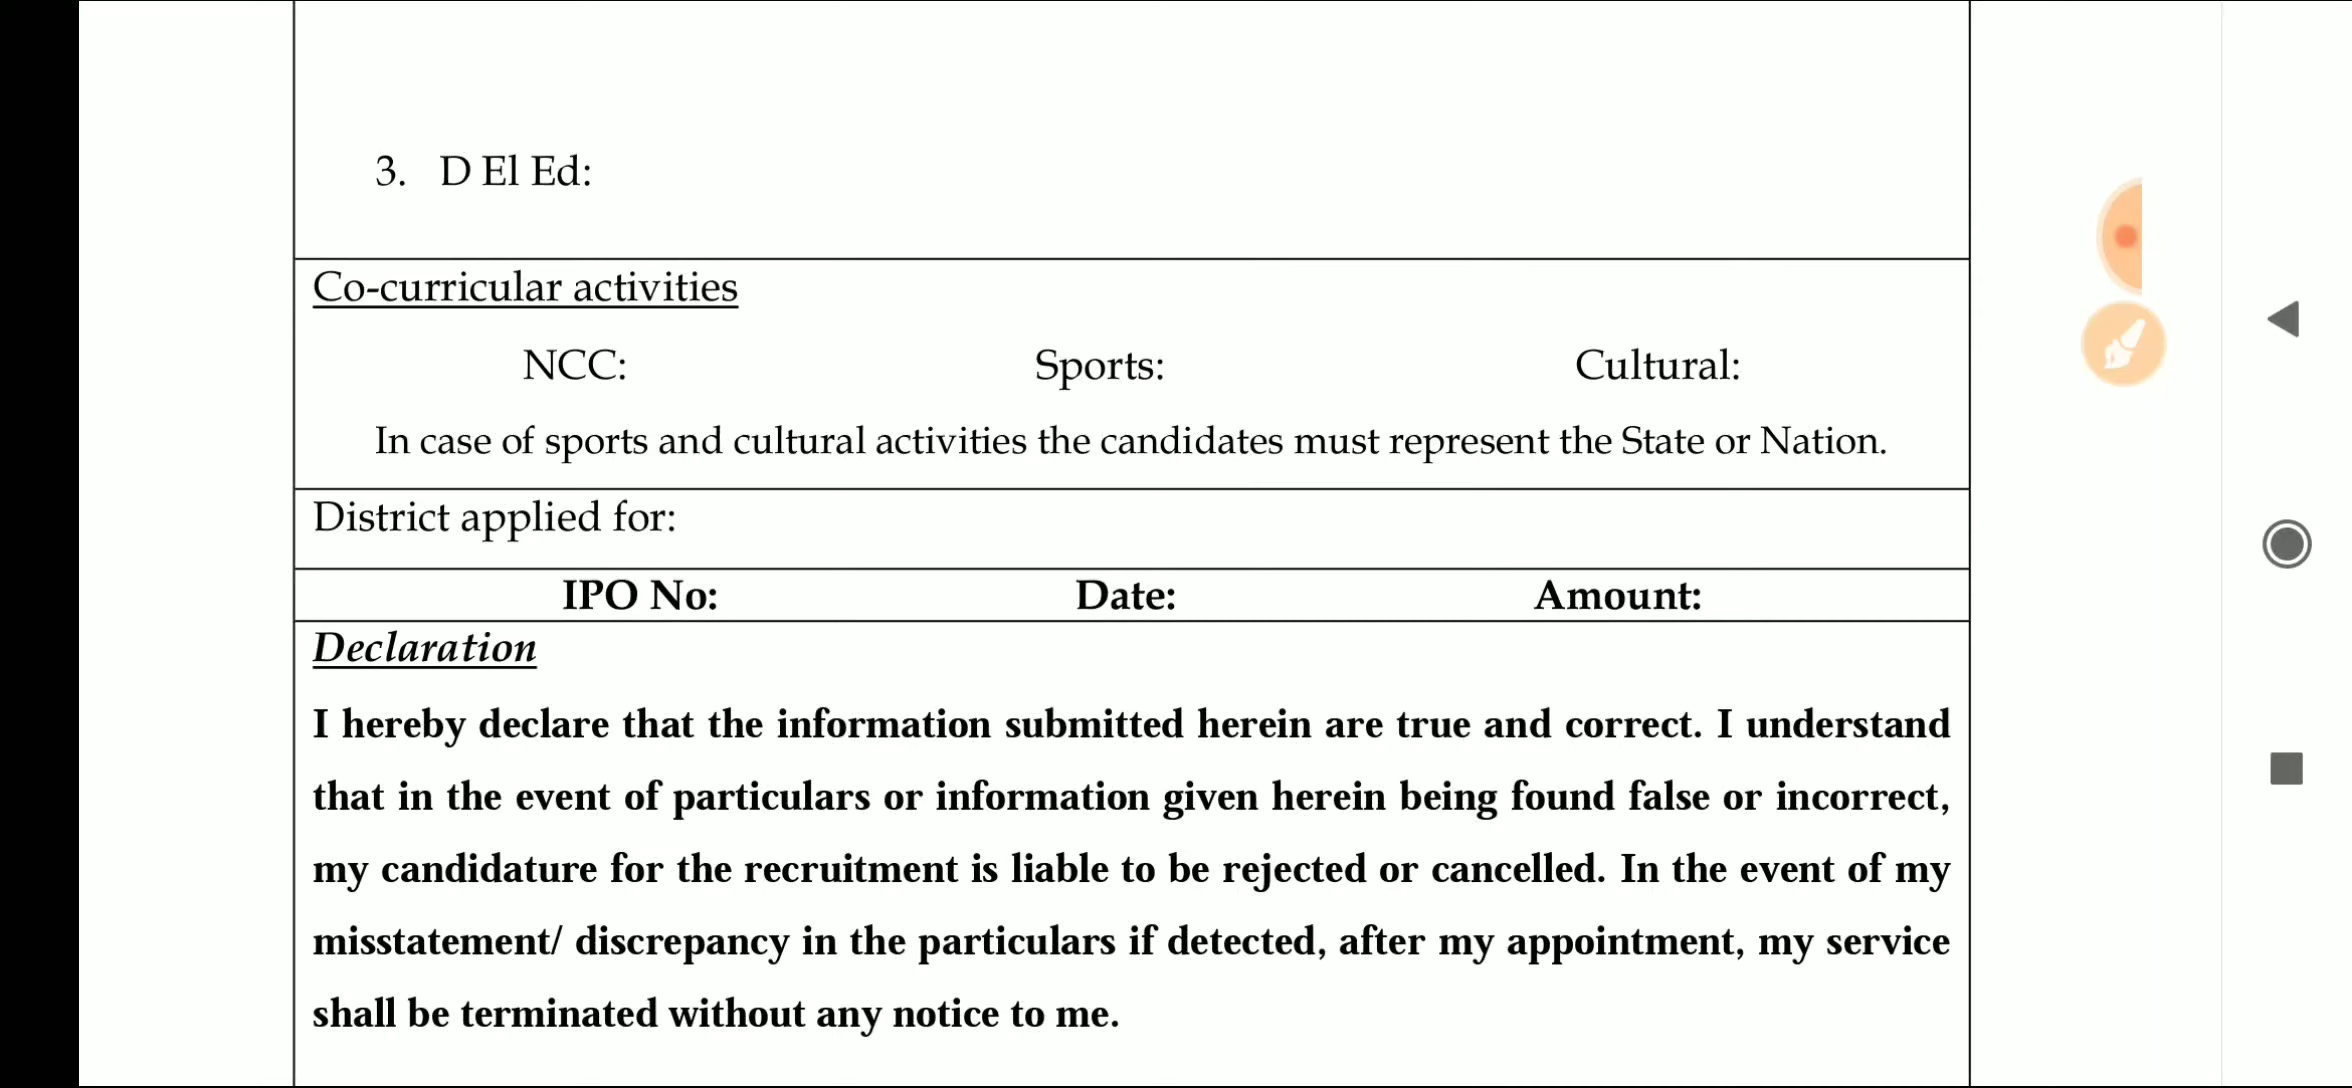 3. D El Ed:
Co-curricular activities
NCC: Sports: Cultural:
In case of sports and cultural activities the candidates must represent the State or Nation.
District applied for:
IPO No: Date: Amount:
Declaration
I hereby declare that the information submitted herein are true and correct. I understand
that in the event of particulars or information given herein being found false or incorrect,
my candidature for the recruitment is liable to be rejected or cancelled. In the event of my
misstatement/ discrepancy in the particulars if detected, after my appointment, my service
shall be terminated without any notice to me.